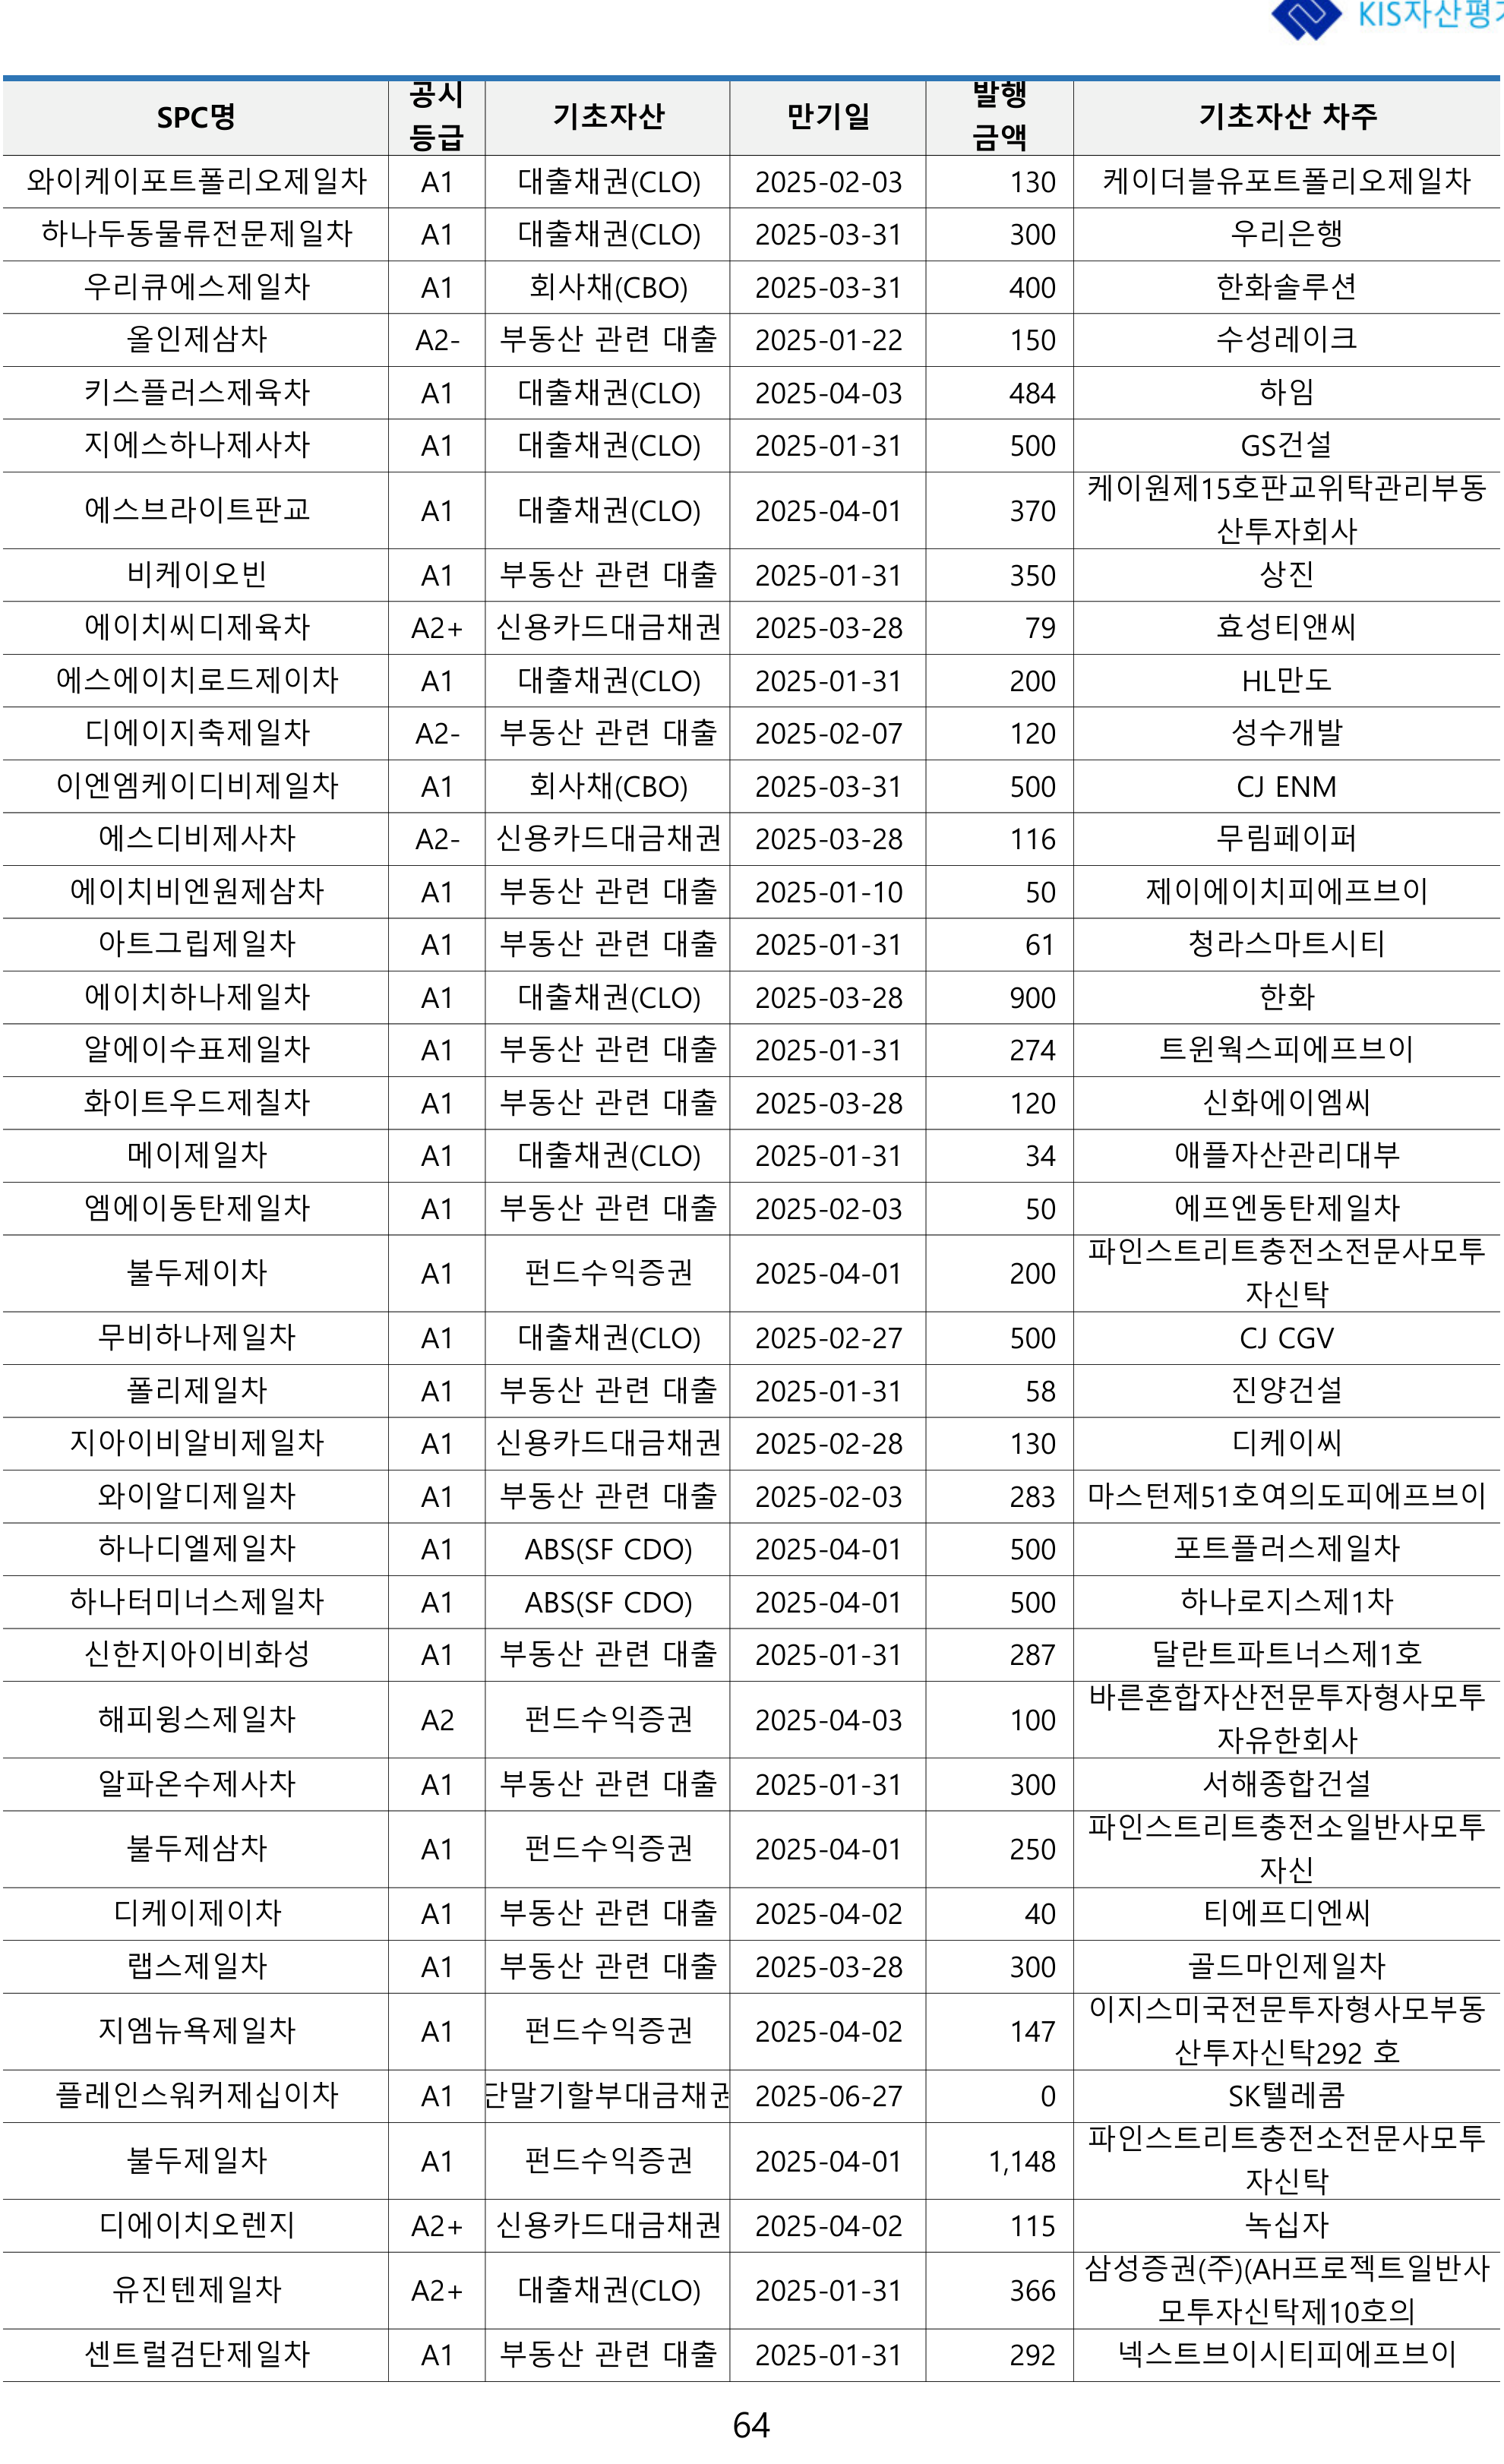 KIS자산평가
SPC명 공시 등급 기초자산 만기일 발행 금액 기초자산 차주
와이케이포트폴리오제일차 A1 대출채권(CLO) 2025-02-03 130 케이더블유포트폴리오제일차
하나두동물류전문제일차 A1 대출채권(CLO) 2025-03-31 300 우리은행
우리큐에스제일차 A1 회사채(CBO) 2025-03-31 400 한화솔루션
올인제삼차 A2- 부동산 관련 대출 2025-01-22 150 수성레이크
키스플러스제육차 A1 대출채권(CLO) 2025-04-03 484 하임
지에스하나제사차 A1 대출채권(CLO) 2025-01-31 500 GS건설
에스브라이트판교 A1 대출채권(CLO) 2025-04-01 370 케이원제15호판교위탁관리부동
산투자회사
비케이오빈 A1 부동산 관련 대출 2025-01-31 350 상진
에이치씨디제육차 A2+ 신용카드대금채권 2025-03-28 79 효성티앤씨
에스에이치로드제이차 A1 대출채권(CLO) 2025-01-31 200 HL만도
디에이지축제일차 A2- 부동산 관련 대출 2025-02-07 120 성수개발
이엔엠케이디비제일차 A1 회사채(CBO) 2025-03-31 500 CJ ENM
에스디비제사차 A2- 신용카드대금채권 2025-03-28 116 무림페이퍼
에이치비엔원제삼차 A1 부동산 관련 대출 2025-01-10 50 제이에이치피에프브이
아트그립제일차 A1 부동산 관련 대출 2025-01-31 61 청라스마트시티
에이치하나제일차 A1 대출채권(CLO) 2025-03-28 900 한화
알에이수표제일차 A1 부동산 관련 대출 2025-01-31 274 트윈웍스피에프브이
화이트우드제칠차 A1 부동산 관련 대출 2025-03-28 120 신화에이엠씨
메이제일차 A1 대출채권(CLO) 2025-01-31 34 애플자산관리대부
엠에이동탄제일차 A1 부동산 관련 대출 2025-02-03 50 에프엔동탄제일차
불두제이차 A1 펀드수익증권 2025-04-01 200 파인스트리트충전소전문사모투
자신탁
무비하나제일차 A1 대출채권(CLO) 2025-02-27 500 CJ CGV
폴리제일차 A1 부동산 관련 대출 2025-01-31 58 진양건설
지아이비알비제일차 A1 신용카드대금채권 2025-02-28 130 디케이씨
와이알디제일차 A1 부동산 관련 대출 2025-02-03 283 마스턴제51호여의도피에프브이
하나디엘제일차 A1 ABS(SF CDO) 2025-04-01 500 포트플러스제일차
하나터미너스제일차 A1 ABS(SF CDO) 2025-04-01 500 하나로지스제1차
신한지아이비화성 A1 부동산 관련 대출 2025-01-31 287 달란트파트너스제1호
해피윙스제일차 A2 펀드수익증권 2025-04-03 100 바른혼합자산전문투자형사모투
자유한회사
알파온수제사차 A1 부동산 관련 대출 2025-01-31 300 서해종합건설
불두제삼차 A1 펀드수익증권 2025-04-01 250 파인스트리트충전소일반사모투
자신
디케이제이차 A1 부동산 관련 대출 2025-04-02 40 티에프디엔씨
랩스제일차 A1 부동산 관련 대출 2025-03-28 300 골드마인제일차
지엠뉴욕제일차 A1 펀드수익증권 2025-04-02 147 이지스미국전문투자형사모부동
산투자신탁292 호
플레인스워커제십이차 A1 단말기할부대금채권 2025-06-27 0 SK텔레콤
불두제일차 A1 펀드수익증권 2025-04-01 1,148 파인스트리트충전소전문사모투
자신탁
디에이치오렌지 A2+ 신용카드대금채권 2025-04-02 115 녹십자
유진텐제일차 A2+ 대출채권(CLO) 2025-01-31 366 삼성증권(주)(AH프로젝트일반사
모투자신탁제10호의
센트럴검단제일차 A1 부동산 관련 대출 2025-01-31 292 넥스트브이시티피에프브이
64